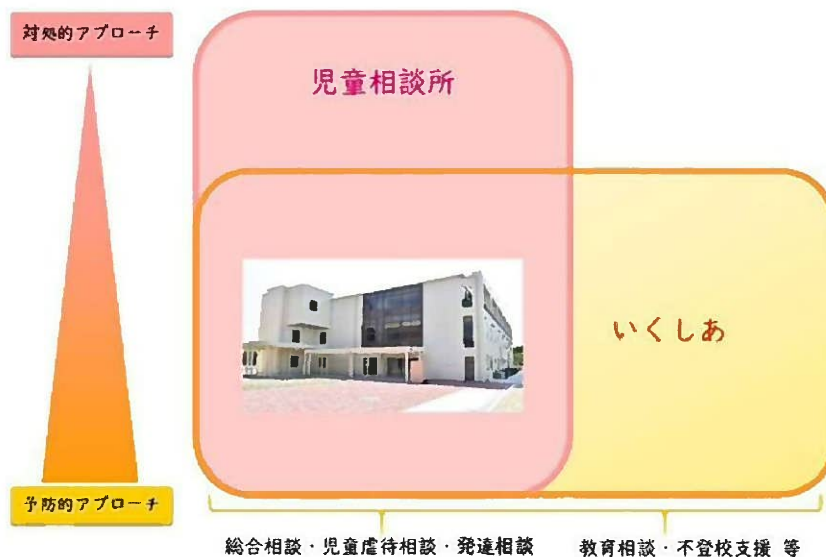 対処的アプローチ
児童相談所
いくしあ
予防的アプローチ
総合相談・児童虐待相談・発達相談
教育相談・不登校支援 等